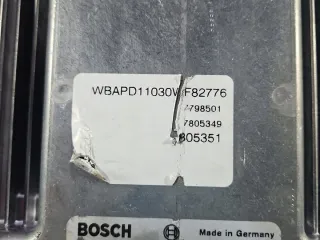 WBAPD11030WF82776
7798501
7805349
805351
BOSCH
Made in Germany